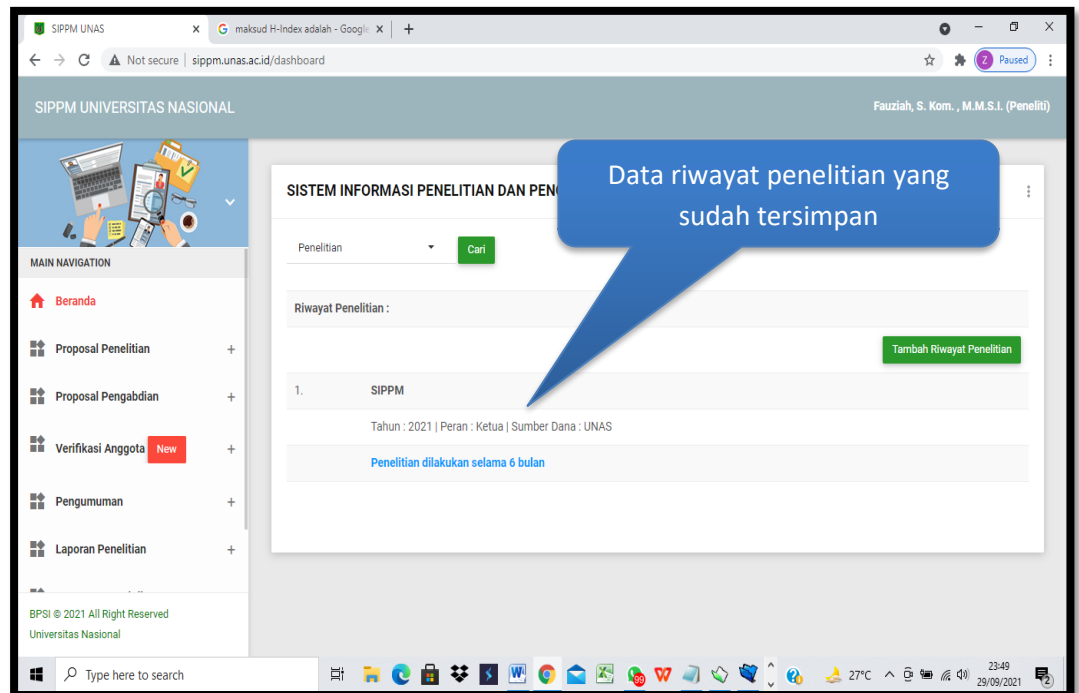 SIPPM UNAS
maksud H-Index adalah - Google
Not secure | sippm.unas.ac.id/dashboard
Z Paused
SIPPM UNIVERSITAS NASIONAL
Fauziah, S. Kom. , M.M.S.I. (Peneliti)
Data riwayat penelitian yang
sudah tersimpan
SISTEM INFORMASI PENELITIAN DAN
Penelitian
Cari
MAIN NAVIGATION
Beranda
Riwayat Penelitian :
Proposal Penelitian +
Tambah Riwayat Penelitian
Proposal Pengabdian +
1. SIPPM
Tahun : 2021 | Peran : Ketua | Sumber Dana : UNAS
Verifikasi Anggota New +
Penelitian dilakukan selama 6 bulan
Pengumuman +
Laporan Penelitian +
BPSI © 2021 All Right Reserved
Universitas Nasional
Type here to search
99
27°C
23:49
29/09/2021
2